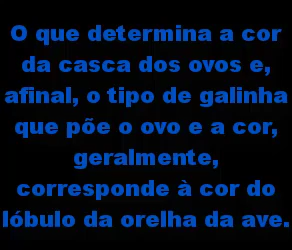 O que determina a cor
da casca dos ovos e,
afinal, o tipo de galinha
que põe o ovo e a cor,
geralmente,
corresponde à cor do
lóbulo da orelha da ave.